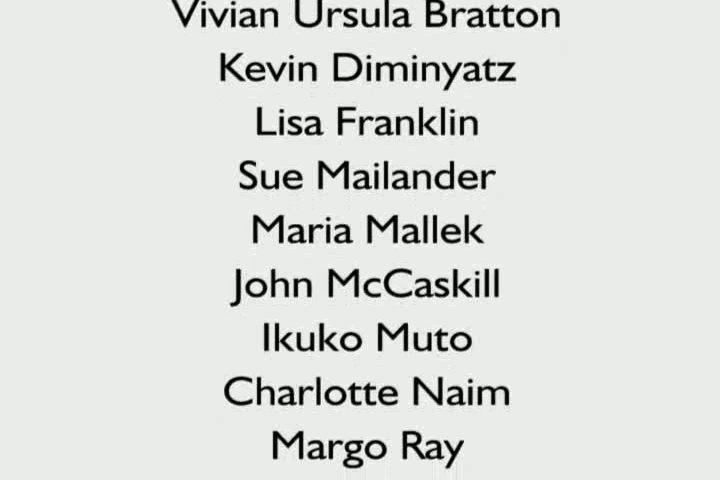 Vivian Ursula Bratton
Kevin Diminyatz
Lisa Franklin
Sue Mailander
Maria Mallek
John McCaskill
Ikuko Muto
Charlotte Naim
Margo Ray